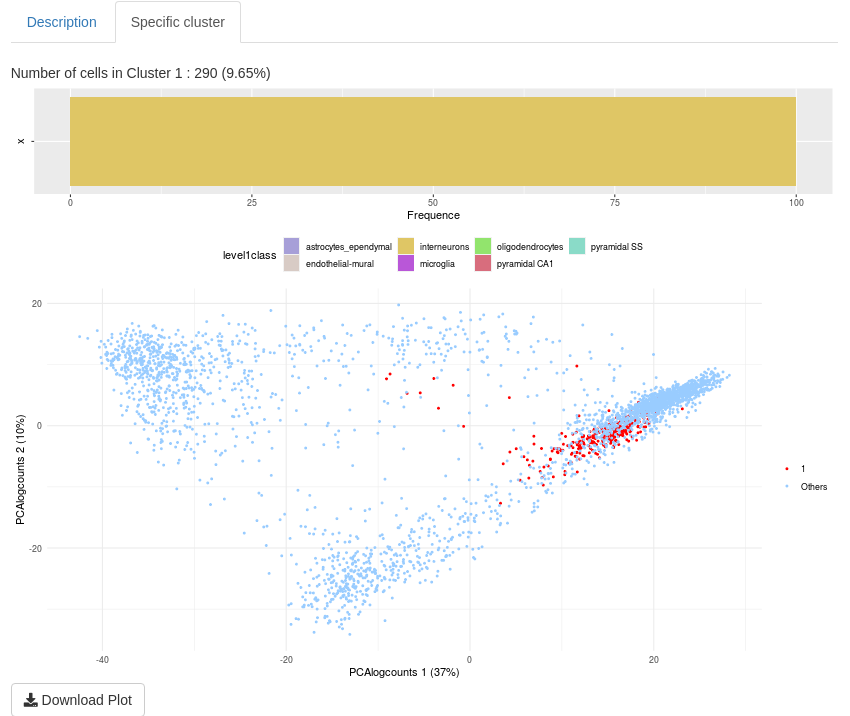 Description Specific cluster
Number of cells in Cluster 1 : 290 (9.65%)
x
0 25 50 75 100
Frequence
level1class astrocytes_ependymal interneurons oligodendrocytes pyramidal SS
endothelial-mural microglia pyramidal CA1
20
0
-20
PCAlogcounts 2 (10%)
1
Others
-40 -20 0 20
PCAlogcounts 1 (37%)
Download Plot